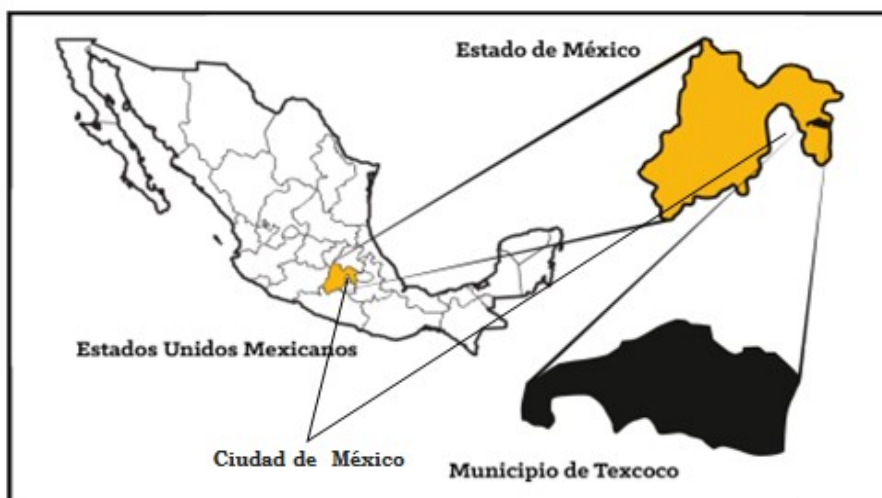 Estado de México
Estados Unidos Mexicanos
Ciudad de México
Municipio de Texcoco